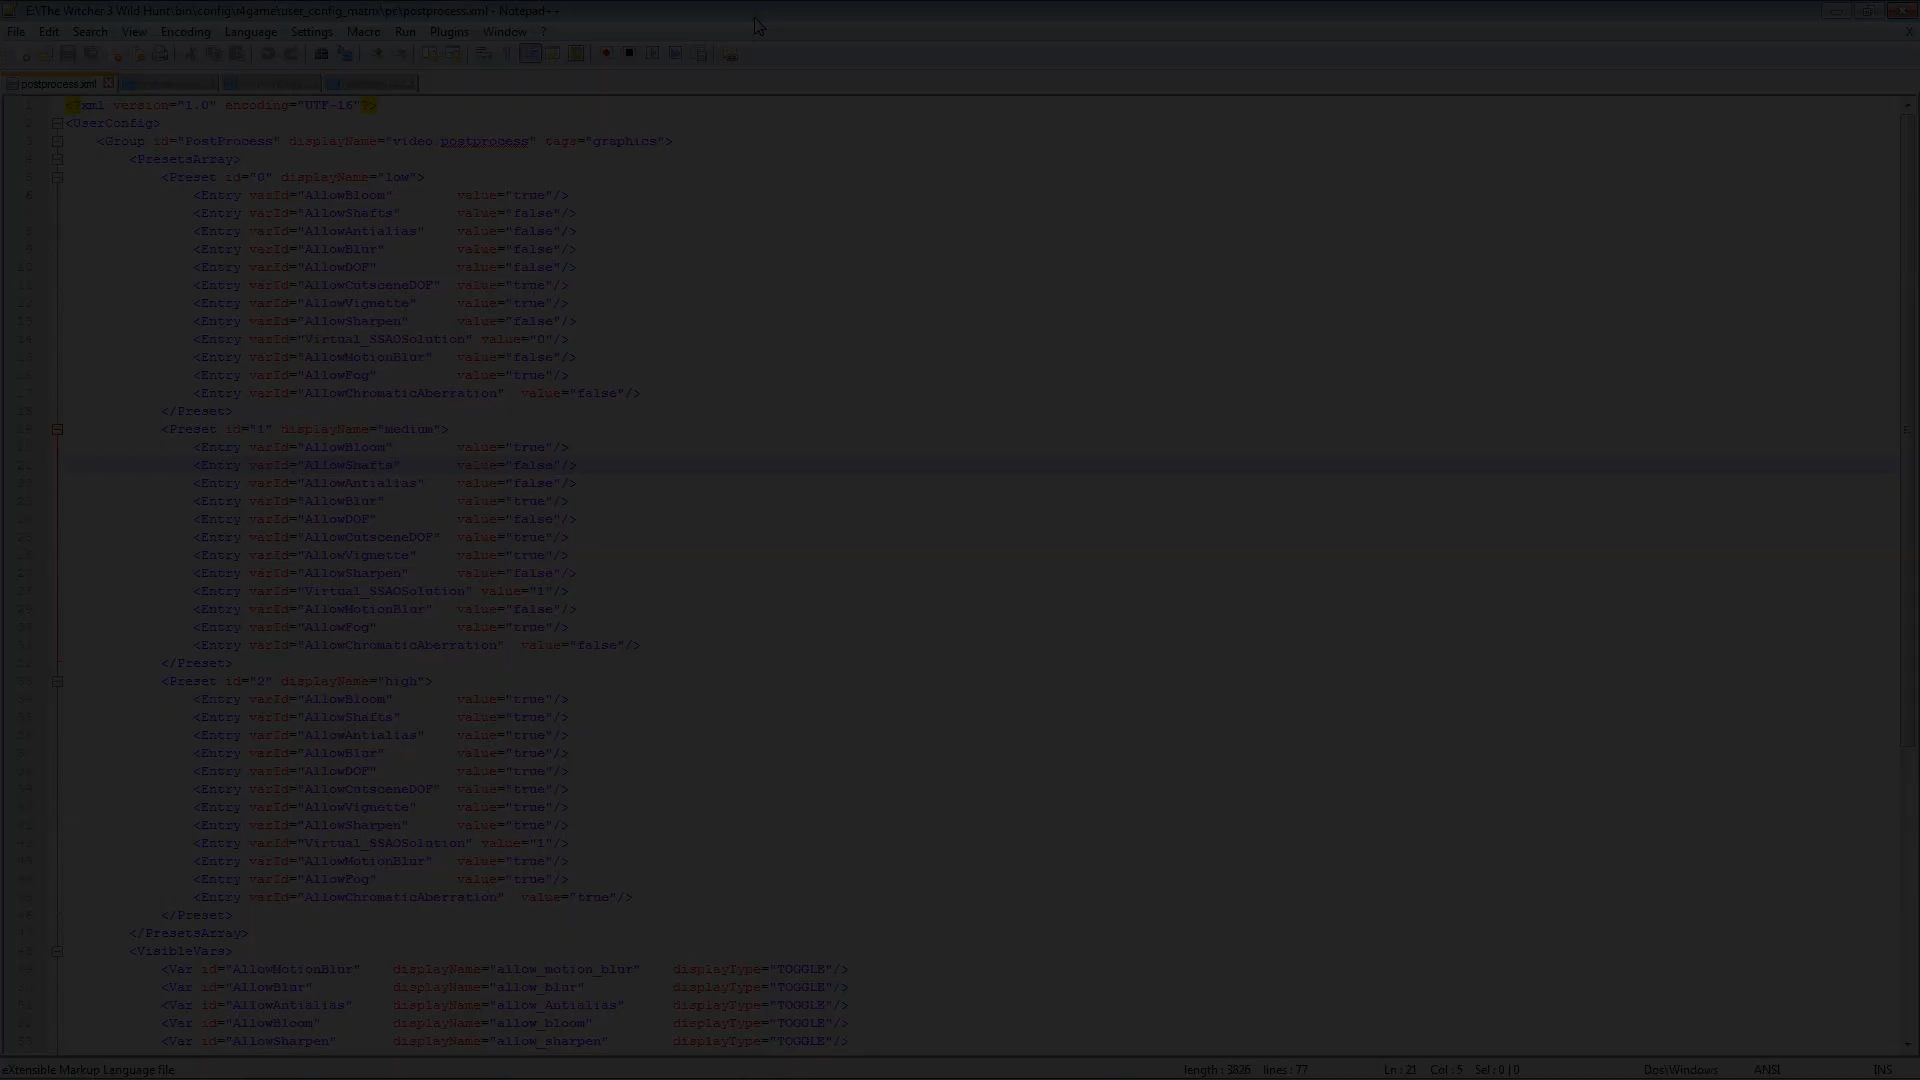 E:\The Witcher 3 Wild Hunt\bin\config\r4game\user_config_matrix\pc\postprocess.xml - Notepad++
File Edit Search View Encoding Language Settings Macro Run Plugins Window ?
postprocess.xml
<?xml version="1.0" encoding="UTF-16"?>
<UserConfig>
<Group id="PostProcess" displayName="video.postprocess" tags="graphics">
<PresetsArray>
<Preset id="0" displayName="low">
<Entry varId="AllowBloom" value="true"/>
<Entry varId="AllowShafts" value="false"/>
<Entry varId="AllowAntialias" value="false"/>
<Entry varId="AllowBlur" value="false"/>
<Entry varId="AllowDOF" value="false"/>
<Entry varId="AllowCutsceneDOF" value="true"/>
<Entry varId="AllowVignette" value="true"/>
<Entry varId="AllowSharpen" value="false"/>
<Entry varId="Virtual_SSAOSolution" value="0"/>
<Entry varId="AllowMotionBlur" value="false"/>
<Entry varId="AllowFog" value="true"/>
<Entry varId="AllowChromaticAberration" value="false"/>
</Preset>
<Preset id="1" displayName="medium">
<Entry varId="AllowBloom" value="true"/>
<Entry varId="AllowShafts" value="false"/>
<Entry varId="AllowAntialias" value="false"/>
<Entry varId="AllowBlur" value="true"/>
<Entry varId="AllowDOF" value="false"/>
<Entry varId="AllowCutsceneDOF" value="true"/>
<Entry varId="AllowVignette" value="true"/>
<Entry varId="AllowSharpen" value="false"/>
<Entry varId="Virtual_SSAOSolution" value="1"/>
<Entry varId="AllowMotionBlur" value="false"/>
<Entry varId="AllowFog" value="true"/>
<Entry varId="AllowChromaticAberration" value="false"/>
</Preset>
<Preset id="2" displayName="high">
<Entry varId="AllowBloom" value="true"/>
<Entry varId="AllowShafts" value="true"/>
<Entry varId="AllowAntialias" value="true"/>
<Entry varId="AllowBlur" value="true"/>
<Entry varId="AllowDOF" value="true"/>
<Entry varId="AllowCutsceneDOF" value="true"/>
<Entry varId="AllowVignette" value="true"/>
<Entry varId="AllowSharpen" value="true"/>
<Entry varId="Virtual_SSAOSolution" value="1"/>
<Entry varId="AllowMotionBlur" value="true"/>
<Entry varId="AllowFog" value="true"/>
<Entry varId="AllowChromaticAberration" value="true"/>
</Preset>
</PresetsArray>
<VisibleVars>
<Var id="AllowMotionBlur" displayName="allow_motion_blur" displayType="TOGGLE"/>
<Var id="AllowBlur" displayName="allow_blur" displayType="TOGGLE"/>
<Var id="AllowAntialias" displayName="allow_Antialias" displayType="TOGGLE"/>
<Var id="AllowBloom" displayName="allow_bloom" displayType="TOGGLE"/>
<Var id="AllowSharpen" displayName="allow_sharpen" displayType="TOGGLE"/>
eXtensible Markup Language file length : 3826 lines : 77 Ln : 21 Col : 5 Sel : 0 | 0 Dos\Windows ANSI INS